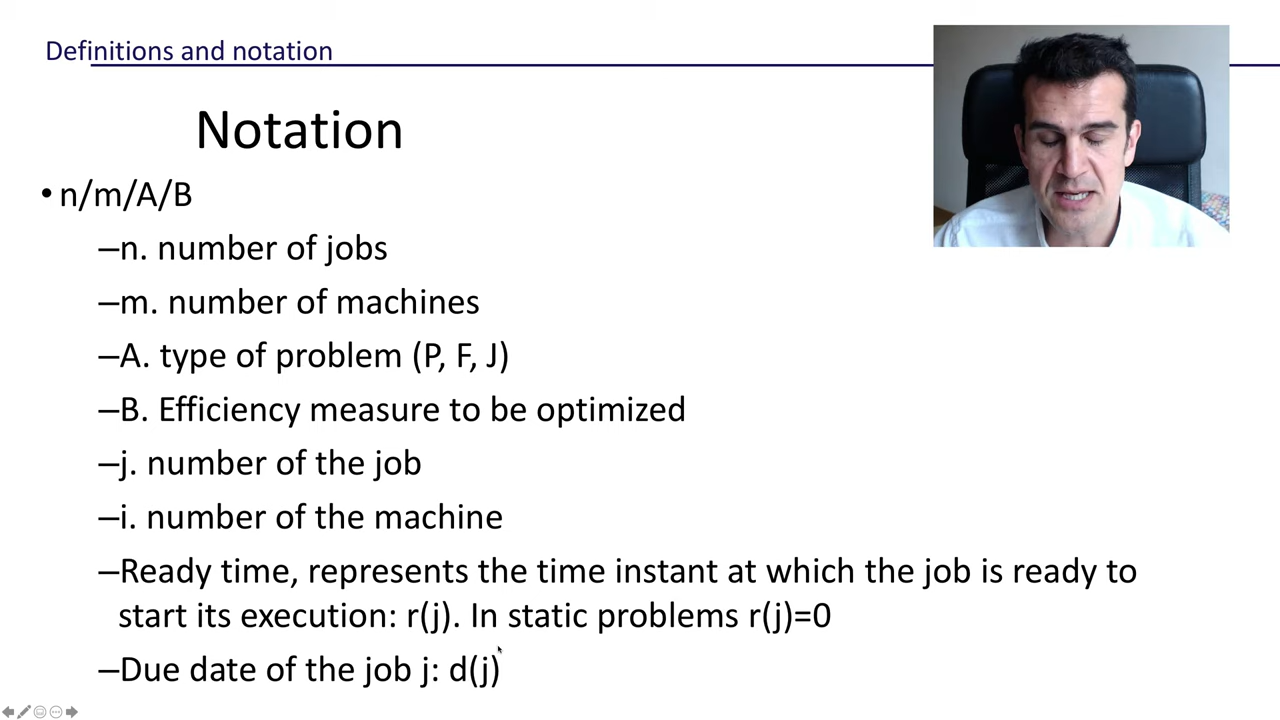 Definitions and notation
Notation
• n/m/A/B
–n. number of jobs
–m. number of machines
–A. type of problem (P, F, J)
–B. Efficiency measure to be optimized
–j. number of the job
–i. number of the machine
–Ready time, represents the time instant at which the job is ready to
start its execution: r(j). In static problems r(j)=0
–Due date of the job j: d(j)